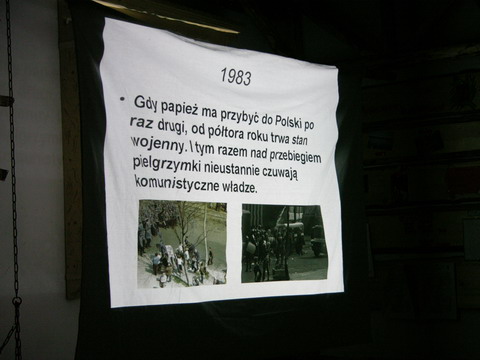 1983
• Gdy papież ma przybyć do Polski po
raz drugi, od półtora roku trwa stan
wojenny. I tym razem nad przebiegiem
pielgrzymki nieustannie czuwają
komunistyczne władze.